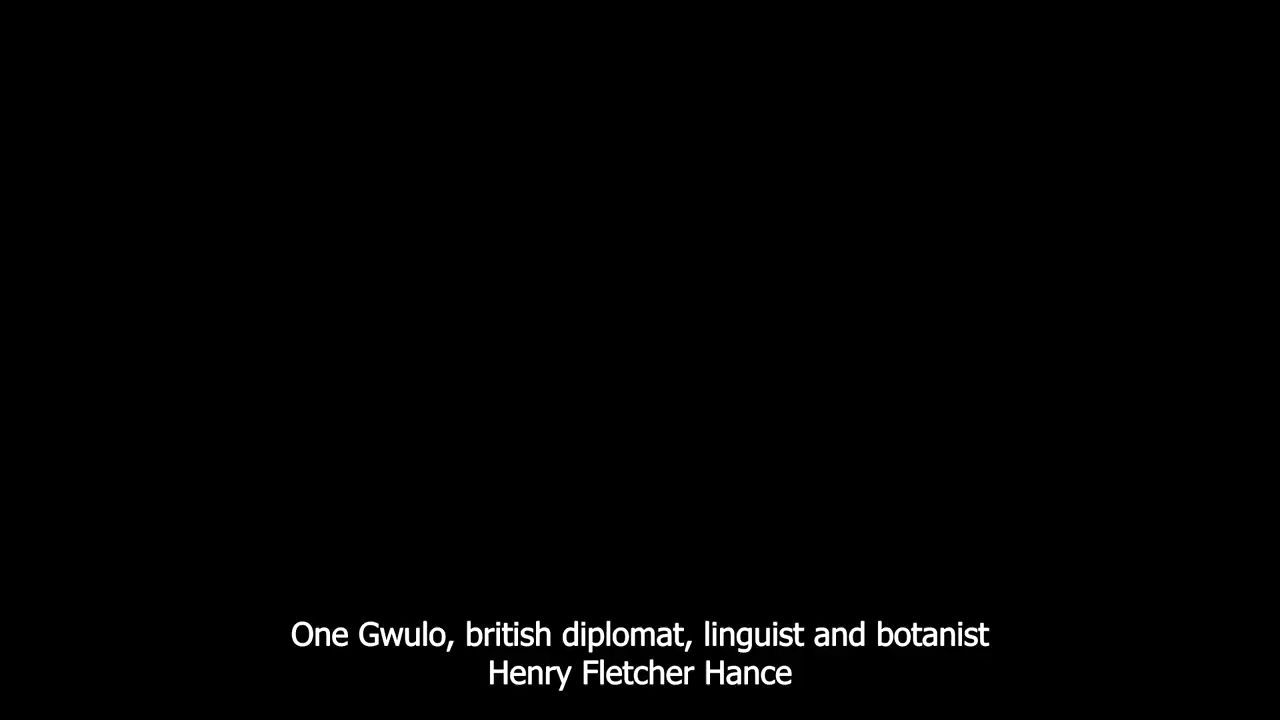 One Gwulo, british diplomat, linguist and botanist
Henry Fletcher Hance